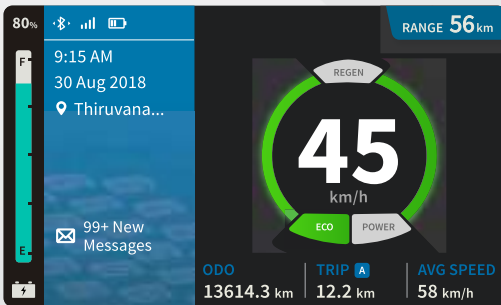 80%
RANGE 56 km
F
9:15 AM
30 Aug 2018
Thiruvana...
REGEN
45
km/h
99+ New
Messages
ECO
POWER
E
ODO
TRIP A
AVG SPEED
13614.3 km
12.2 km
58 km/h